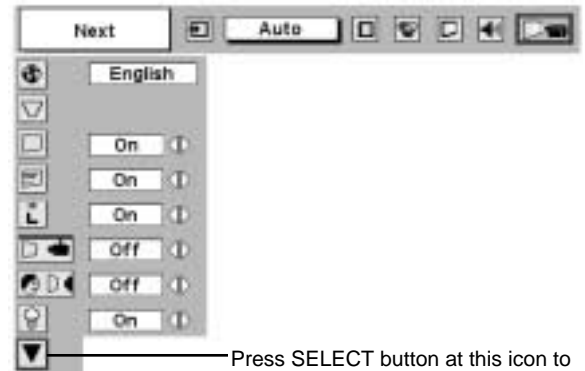 Next Auto
English
On
On
On
Off
Off
On
Press SELECT button at this icon to